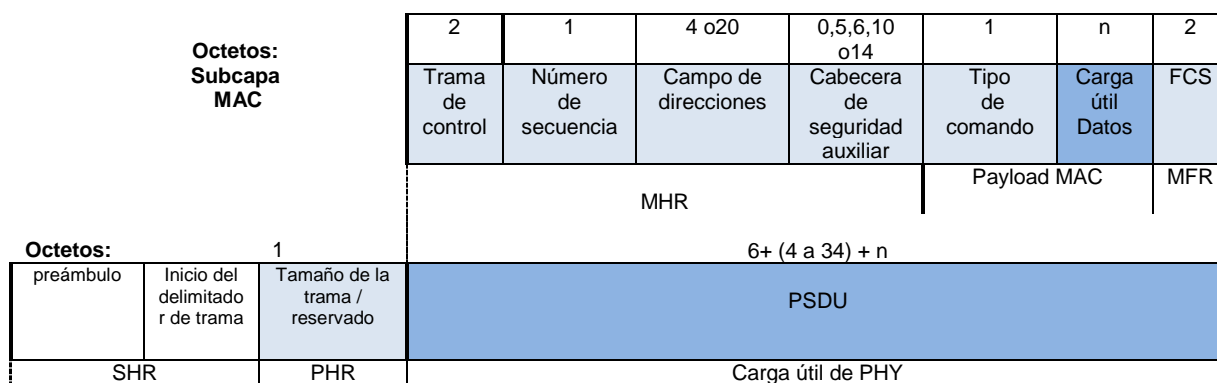 Octetos:
Subcapa
MAC
2 1 4 o20 0,5,6,10 1 n 2
o14
Trama Número Campo de Cabecera Tipo Carga FCS
de de direcciones de de útil
control secuencia seguridad comando Datos
auxiliar
MHR Payload MAC MFR
Octetos: 1 6+ (4 a 34) + n
preámbulo Inicio del Tamaño de la PSDU
delimitado trama /
r de trama reservado
SHR PHR Carga útil de PHY